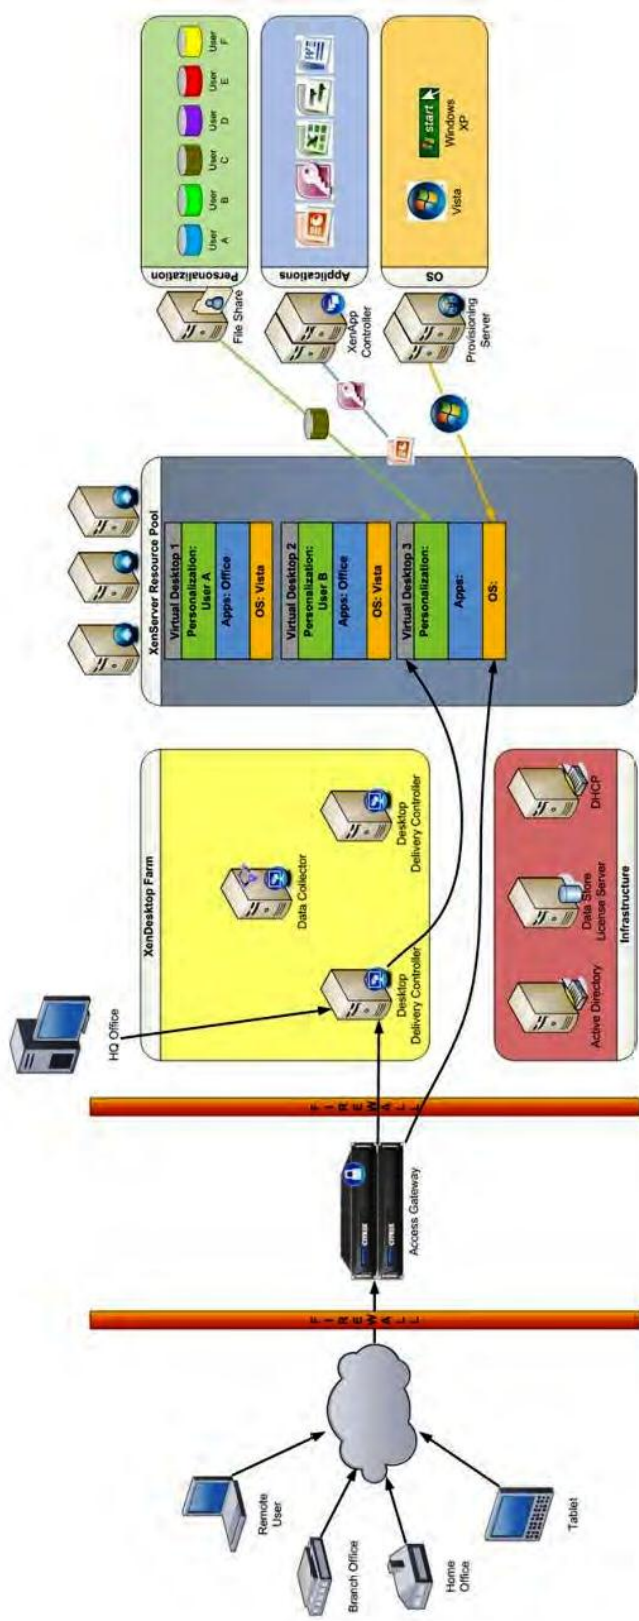 Remote
User
Branch Office
Home
Office
Tablet
FIREWALL
Access Gateway
FIREWALL
HQ Office
XenDesktop Farm
Data Collector
Desktop
Delivery Controller
Desktop
Delivery Controller
Active Directory
Data Store
License Server
DHCP
Infrastructure
XenServer Resource Pool
Virtual Desktop 1
Personalization:
User A
Apps: Office
OS: Vista
Virtual Desktop 2
Personalization:
User B
Apps: Office
OS: Vista
Virtual Desktop 3
Personalization:
Apps:
OS:
File Share
XenApp
Controller
Provisioning
Server
Personalization
User
A
User
B
User
C
User
D
User
E
User
F
Applications
OS
Vista
start
Windows
XP